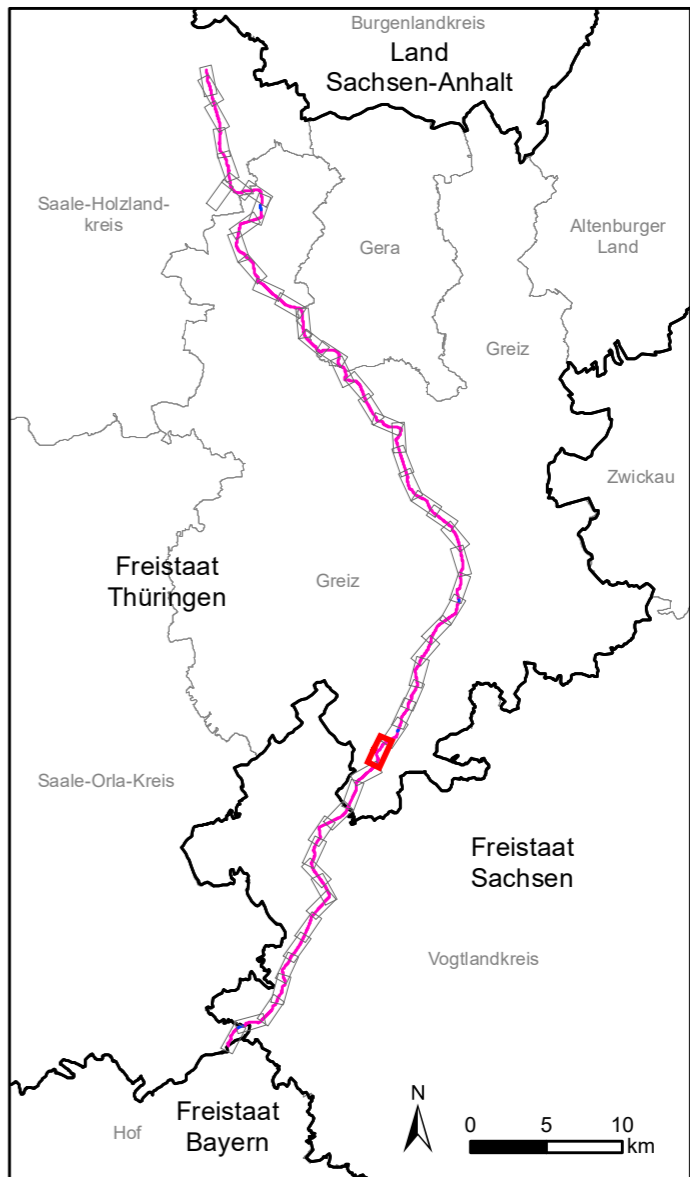 Burgenlandkreis
Land
Sachsen-Anhalt
Saale-Holzland-
kreis
Gera
Altenburger
Land
Greiz
Zwickau
Freistaat
Thüringen
Greiz
Saale-Orla-Kreis
Freistaat
Sachsen
Vogtlandkreis
Freistaat
Bayern
Hof
N
0 5 10
km